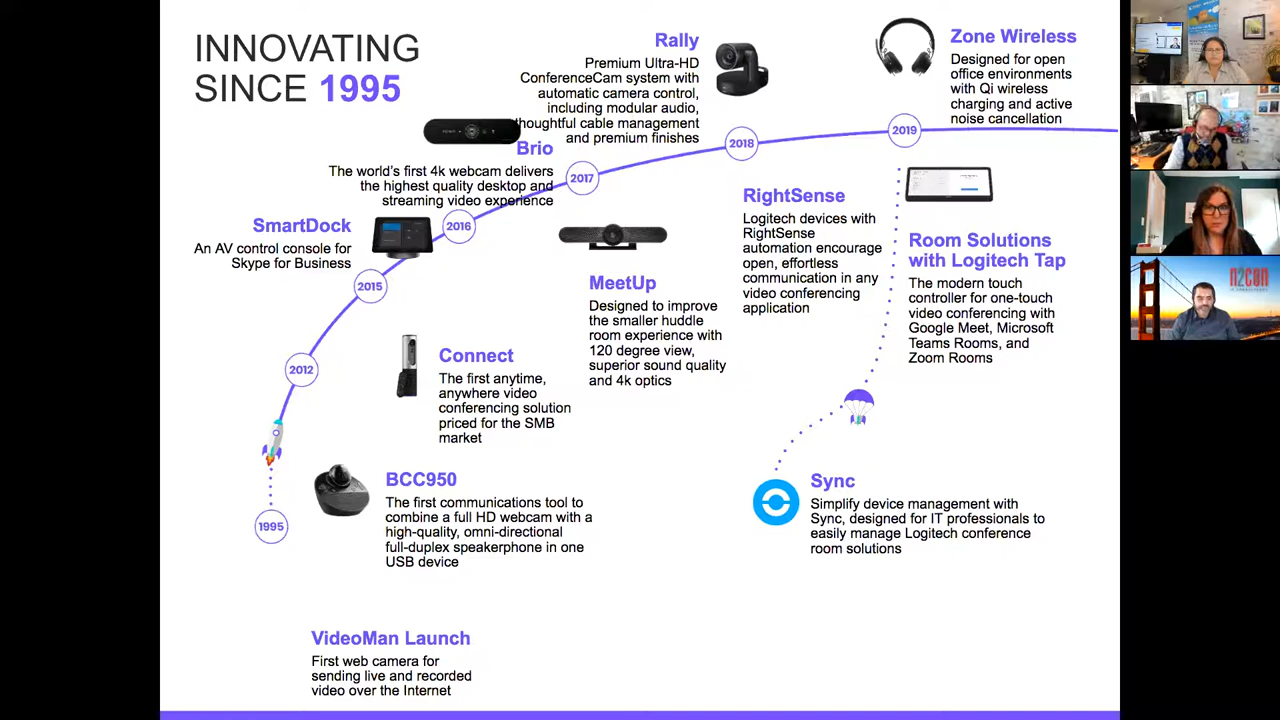 INNOVATING
SINCE 1995
Rally
Premium Ultra-HD
ConferenceCam system with
automatic camera control,
including modular audio,
thoughtful cable management
and premium finishes
Zone Wireless
Designed for open
office environments
with Qi wireless
charging and active
noise cancellation
2019
2018
Brio
The world's first 4k webcam delivers
the highest quality desktop and
streaming video experience
2017
SmartDock
An AV control console for
Skype for Business
2016
2015
MeetUp
Designed to improve
the smaller huddle
room experience with
120 degree view,
superior sound quality
and 4k optics
RightSense
Logitech devices with
RightSense
automation encourage
open, effortless
communication in any
video conferencing
application
Room Solutions
with Logitech Tap
The modern touch
controller for one-touch
video conferencing with
Google Meet, Microsoft
Teams Rooms, and
Zoom Rooms
2012
Connect
The first anytime,
anywhere video
conferencing solution
priced for the SMB
market
BCC950
The first communications tool to
combine a full HD webcam with a
high-quality, omni-directional
full-duplex speakerphone in one
USB device
1995
Sync
Simplify device management with
Sync, designed for IT professionals to
easily manage Logitech conference
room solutions
VideoMan Launch
First web camera for
sending live and recorded
video over the Internet
n2con